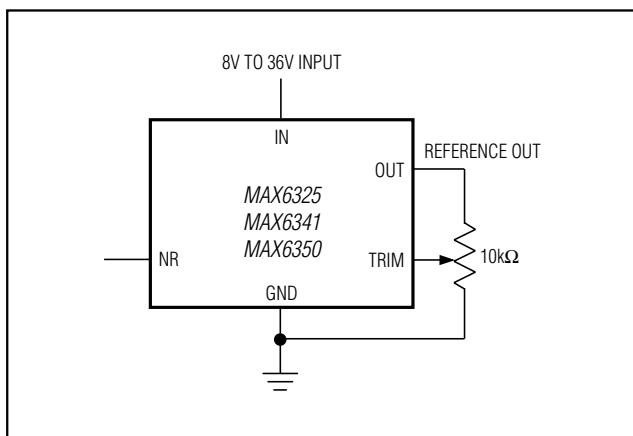 8V TO 36V INPUT
IN
REFERENCE OUT
OUT
MAX6325
MAX6341
MAX6350
NR
TRIM
10kΩ
GND